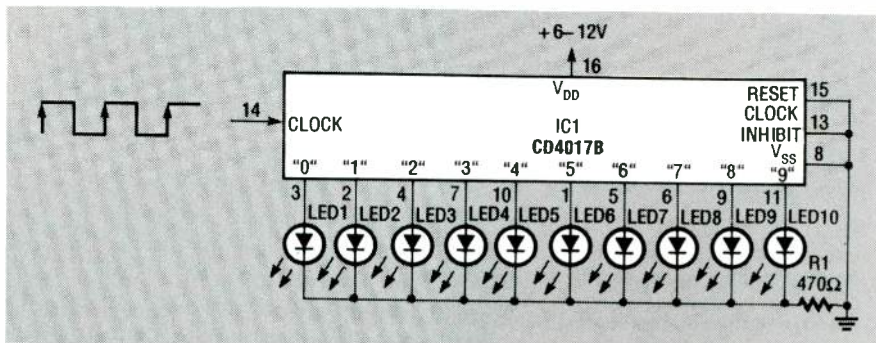 +6–12V
16
V_DD
RESET 15
14 CLOCK
IC1
CLOCK
INHIBIT 13
CD4017B
V_SS 8
"0" "1" "2" "3" "4" "5" "6" "7" "8" "9"
3 2 4 7 10 1 5 6 9 11
LED1 LED2 LED3 LED4 LED5 LED6 LED7 LED8 LED9 LED10
R1
470Ω